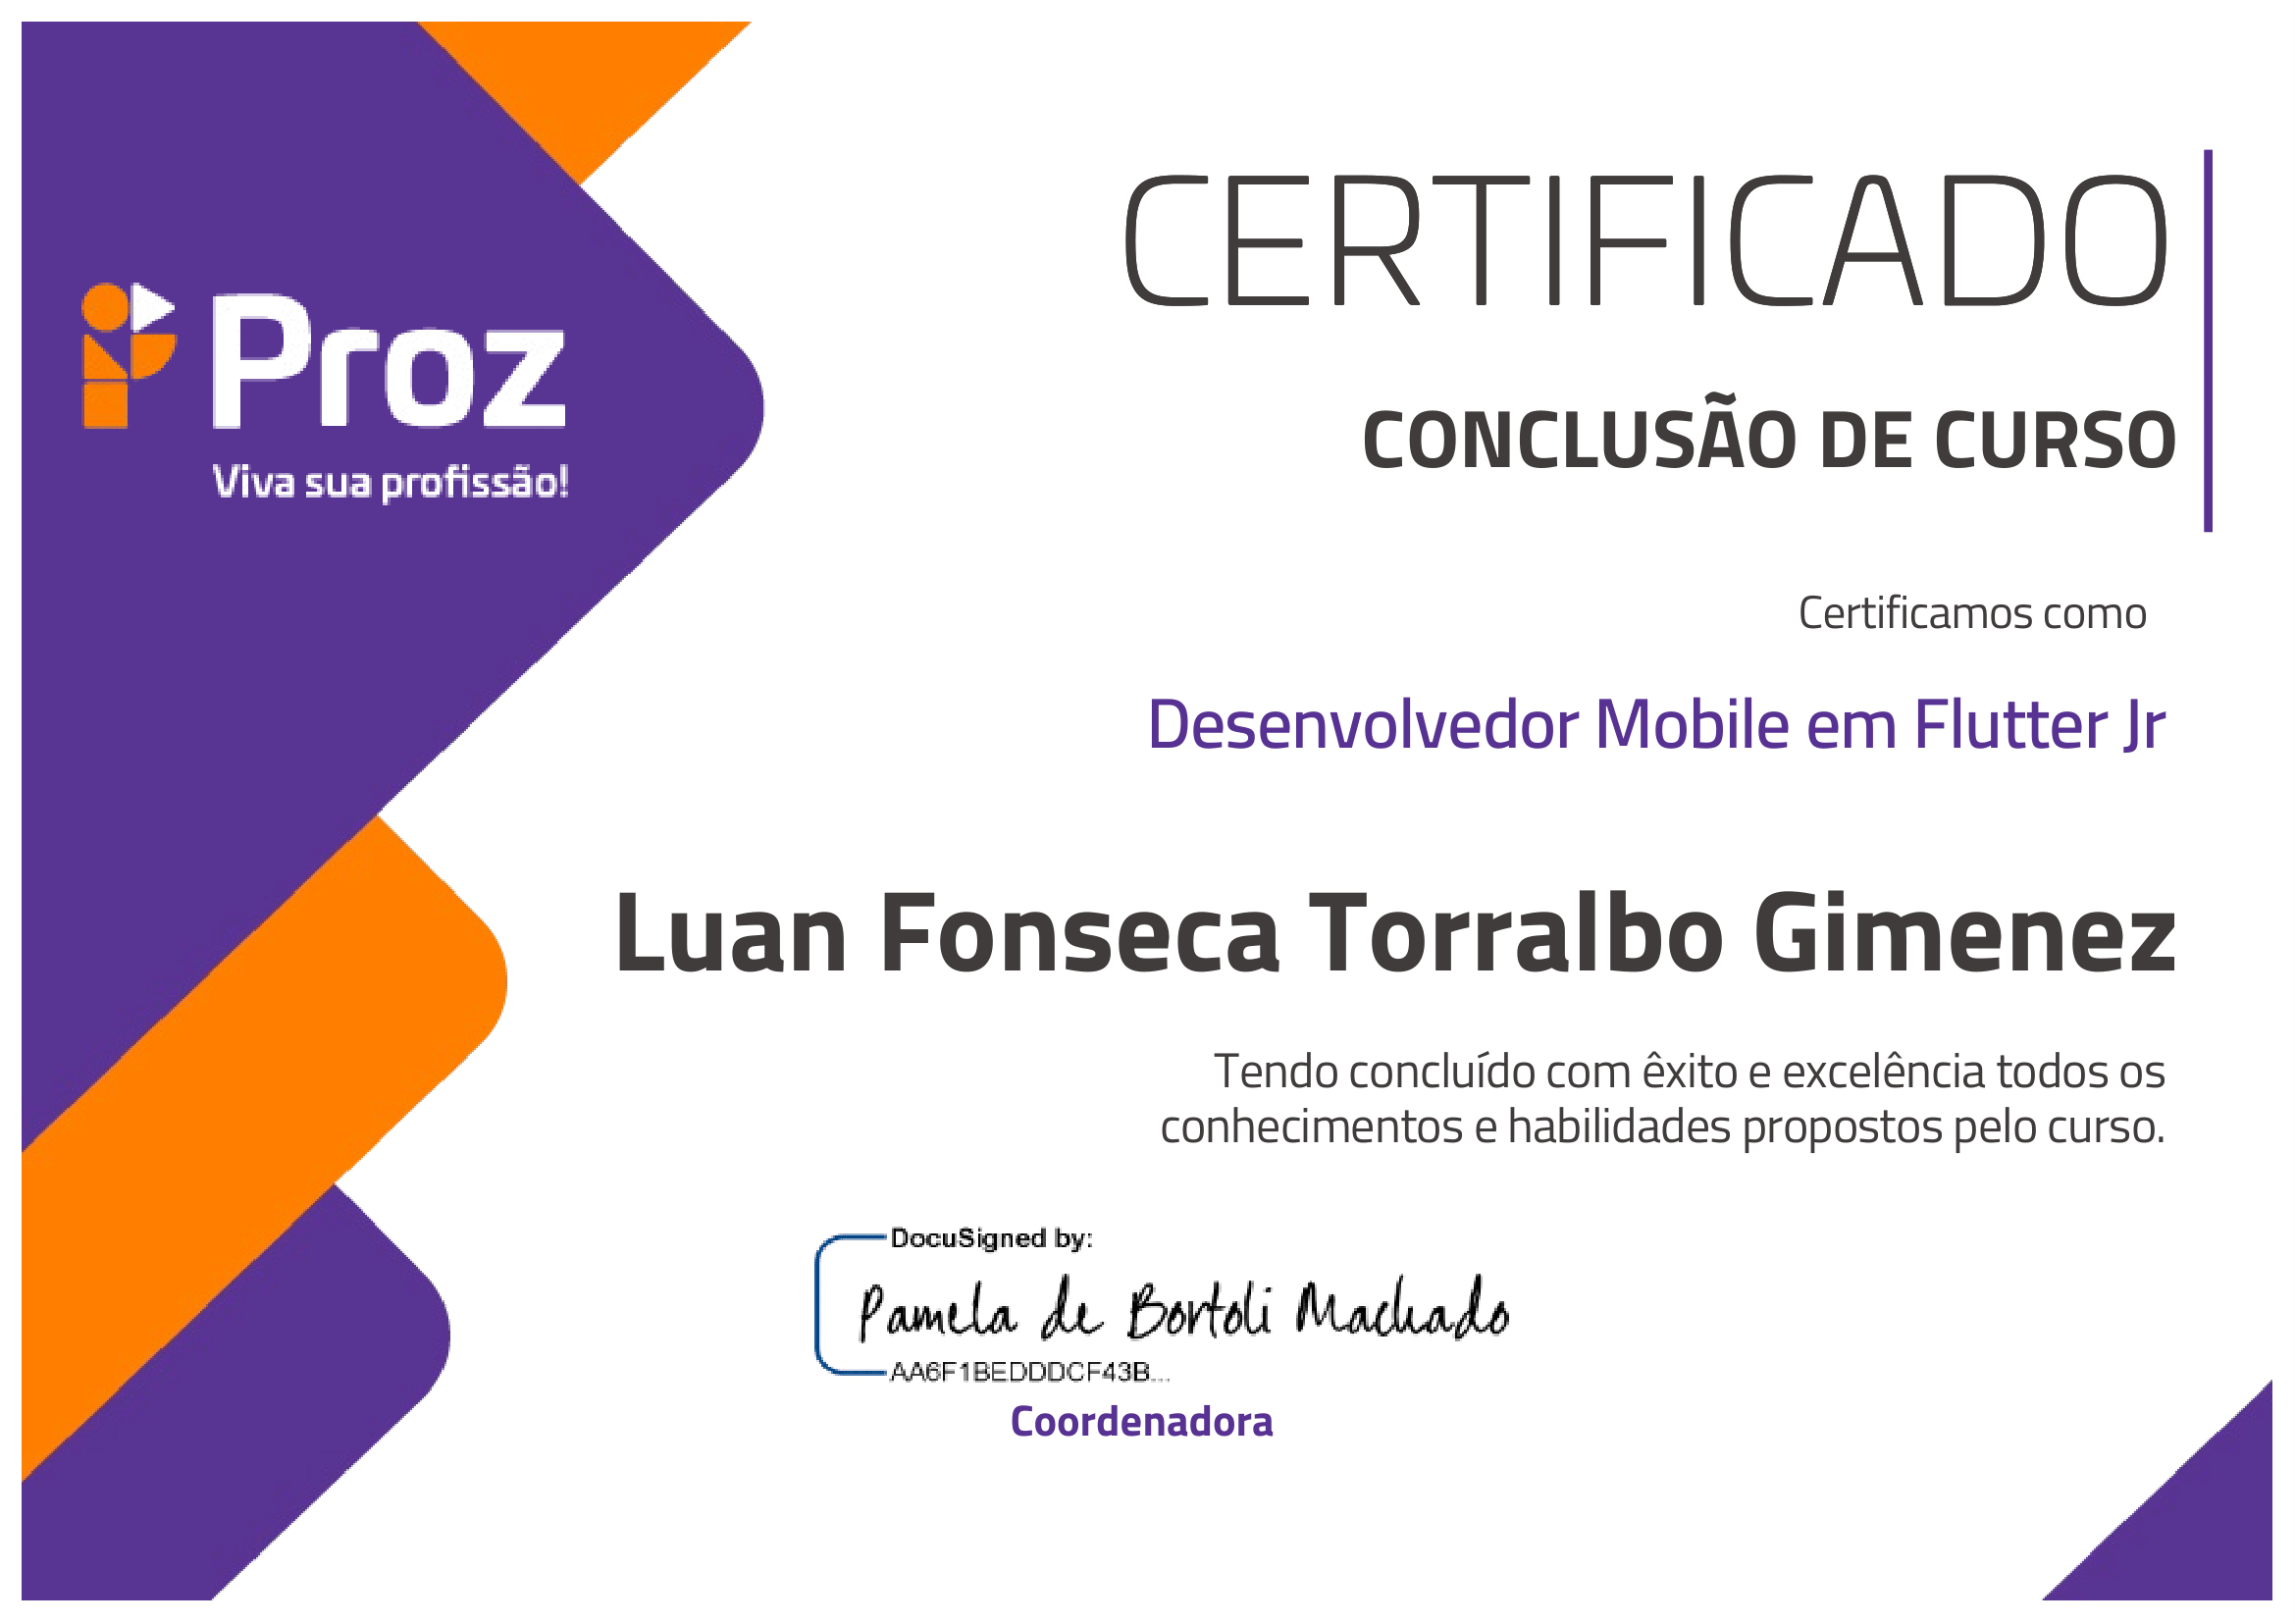 Proz
Viva sua profissão!
CERTIFICADO
CONCLUSÃO DE CURSO
Certificamos como
Desenvolvedor Mobile em Flutter Jr
Luan Fonseca Torralbo Gimenez
Tendo concluído com êxito e excelência todos os
conhecimentos e habilidades propostos pelo curso.
DocuSigned by:
Pamela de Bortoli Machado
AA6F1BEDDDCF43B...
Coordenadora